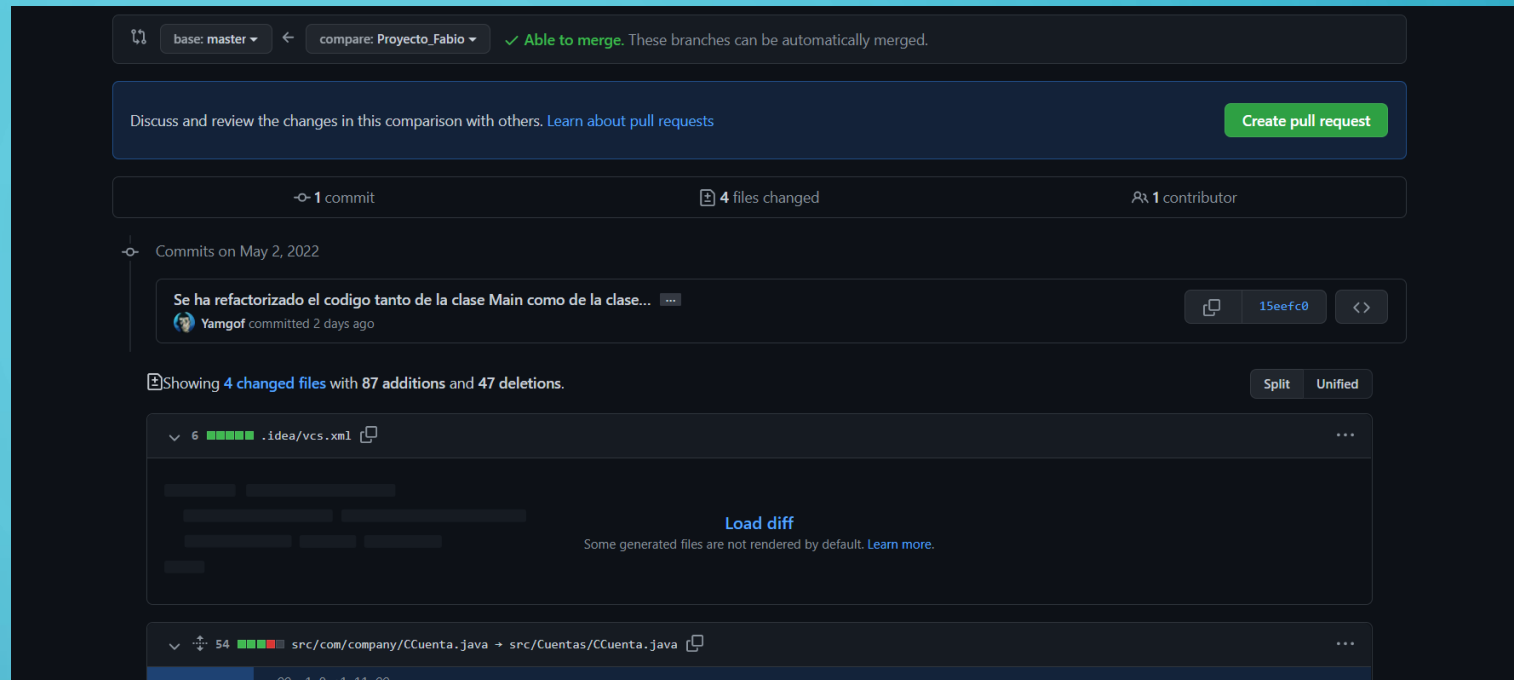 base: master compare: Proyecto_Fabio Able to merge. These branches can be automatically merged.
Discuss and review the changes in this comparison with others. Learn about pull requests Create pull request
1 commit 4 files changed 1 contributor
Commits on May 2, 2022
Se ha refactorizado el codigo tanto de la clase Main como de la clase... ...
15eefc0
Yamgof committed 2 days ago
Showing 4 changed files with 87 additions and 47 deletions. Split Unified
6 .idea/vcs.xml
Load diff
Some generated files are not rendered by default. Learn more.
54 src/com/company/CCuenta.java → src/Cuentas/CCuenta.java